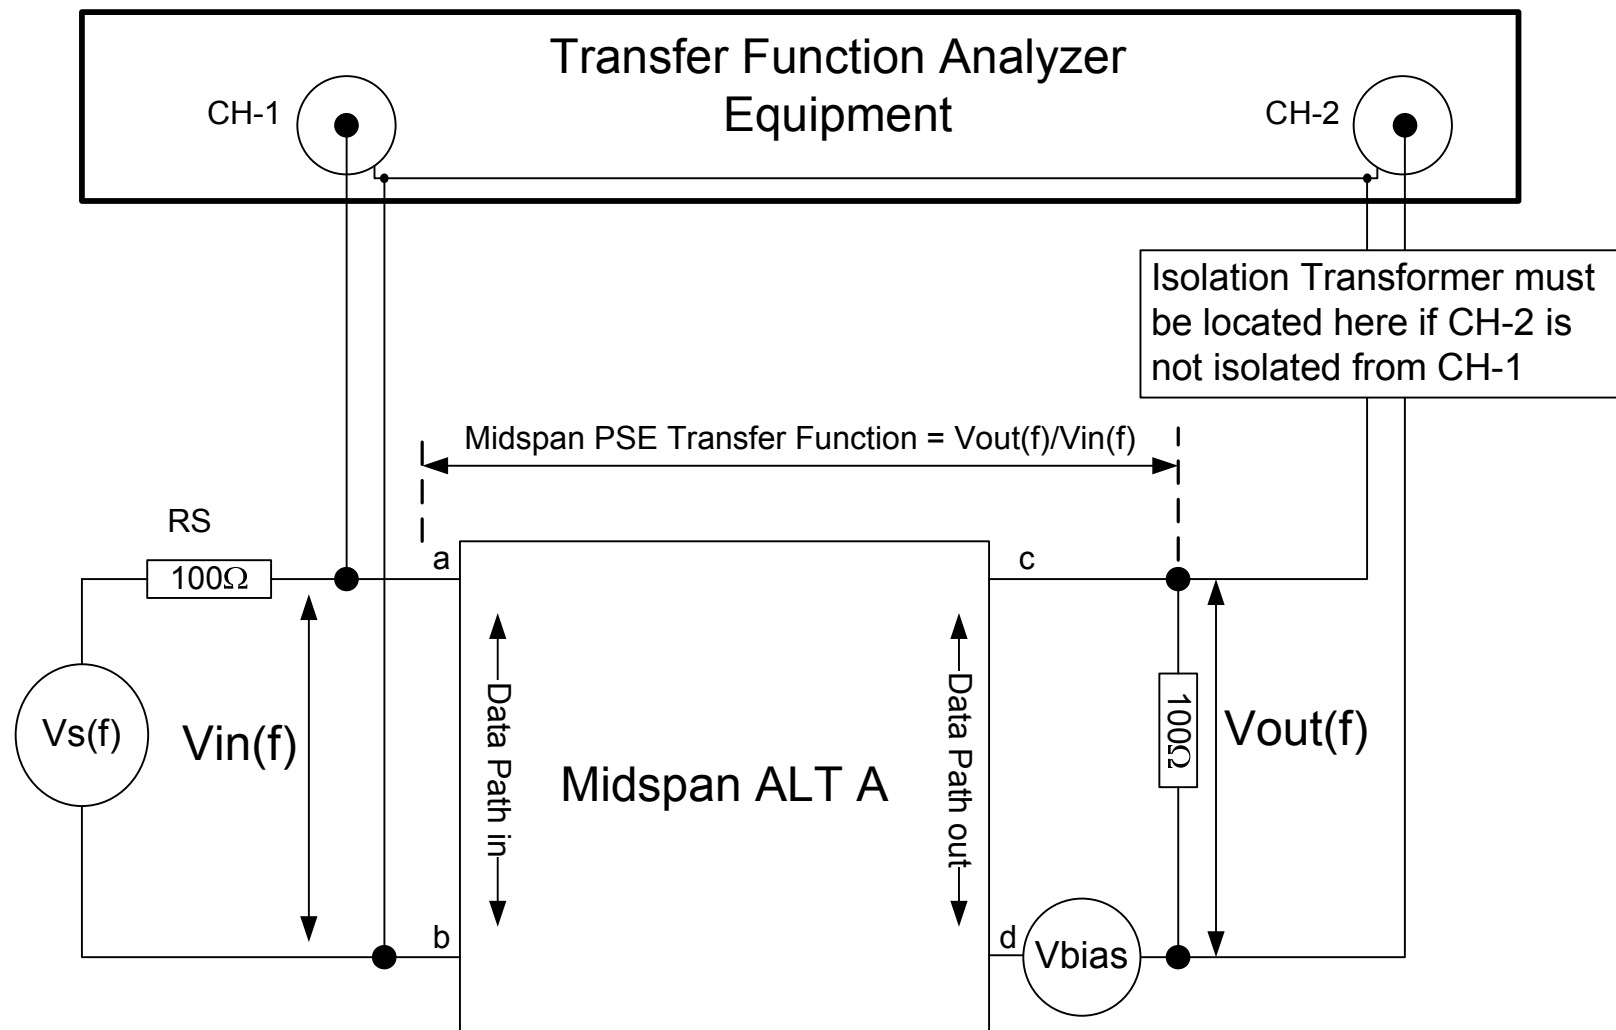 Transfer Function Analyzer
Equipment
CH-1
CH-2
Isolation Transformer must
be located here if CH-2 is
not isolated from CH-1
Midspan PSE Transfer Function = Vout(f)/Vin(f)
RS
100Ω
a
c
Vs(f)
Vin(f)
Data Path in
Midspan ALT A
Data Path out
100Ω
Vout(f)
b
d
Vbias